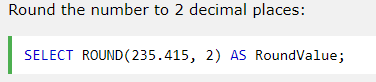 Round the number to 2 decimal places:
SELECT ROUND(235.415, 2) AS RoundValue;